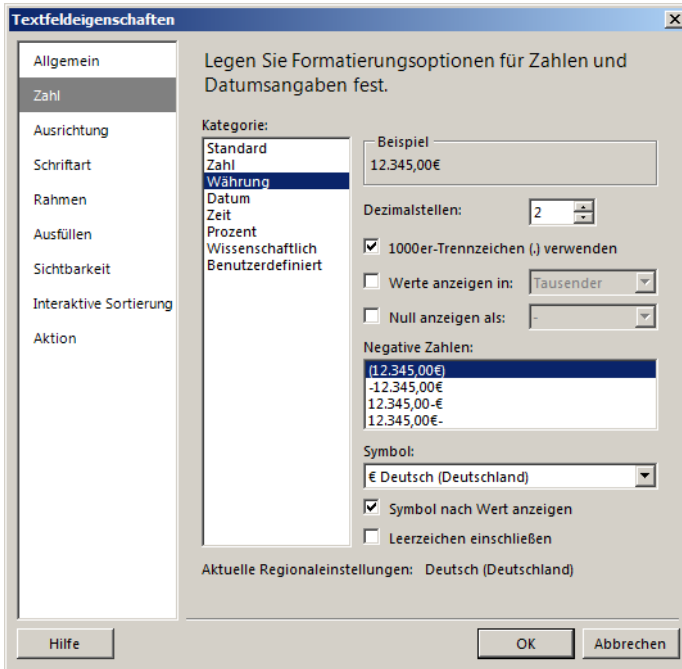 Textfeldeigenschaften
Allgemein
Zahl
Ausrichtung
Schriftart
Rahmen
Ausfüllen
Sichtbarkeit
Interaktive Sortierung
Aktion
Legen Sie Formatierungsoptionen für Zahlen und
Datumsangaben fest.
Kategorie:
Standard
Zahl
Währung
Datum
Zeit
Prozent
Wissenschaftlich
Benutzerdefiniert
Beispiel
12.345,00€
Dezimalstellen: 2
1000er-Trennzeichen (.) verwenden
Werte anzeigen in: Tausender
Null anzeigen als: -
Negative Zahlen:
(12.345,00€)
-12.345,00€
12.345,00-€
12.345,00€-
Symbol:
€ Deutsch (Deutschland)
Symbol nach Wert anzeigen
Leerzeichen einschließen
Aktuelle Regionaleinstellungen: Deutsch (Deutschland)
Hilfe
OK
Abbrechen